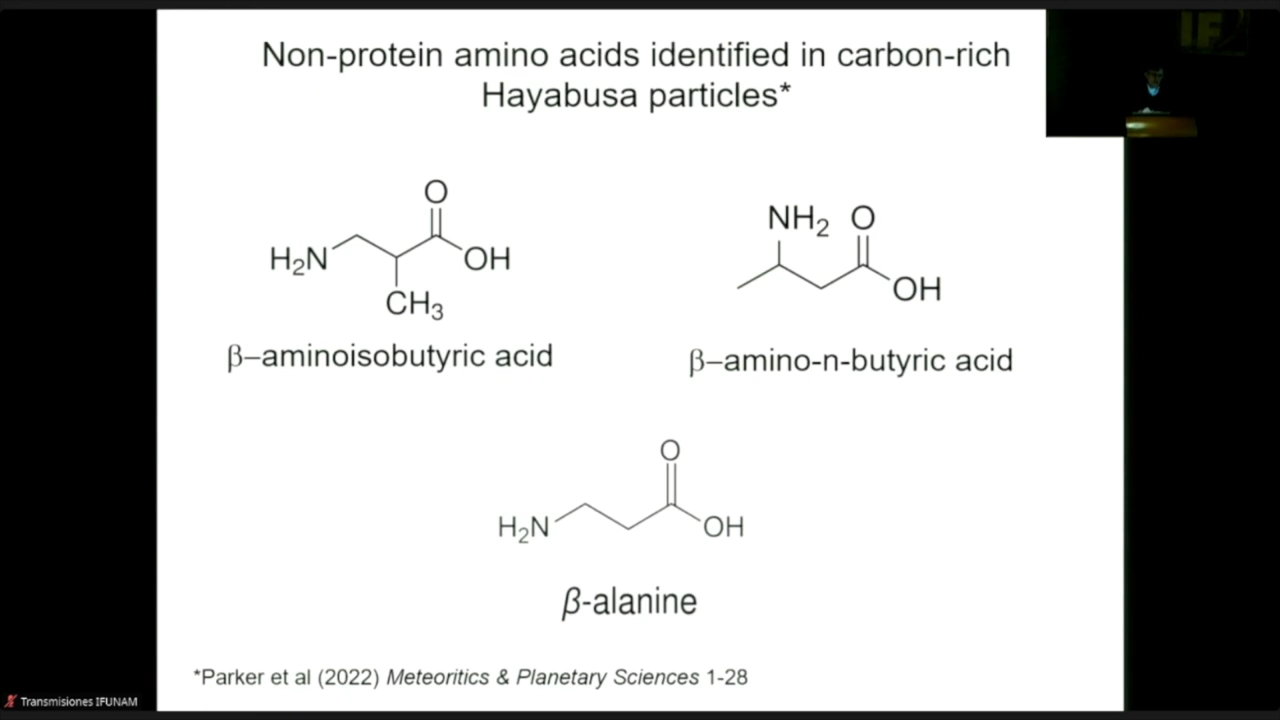 Non-protein amino acids identified in carbon-rich
Hayabusa particles*
IF
O
H₂N
OH
CH₃
β–aminoisobutyric acid
NH₂ O
OH
β–amino-n-butyric acid
O
H₂N
OH
β-alanine
*Parker et al (2022) Meteoritics & Planetary Sciences 1-28
Transmisiones IFUNAM